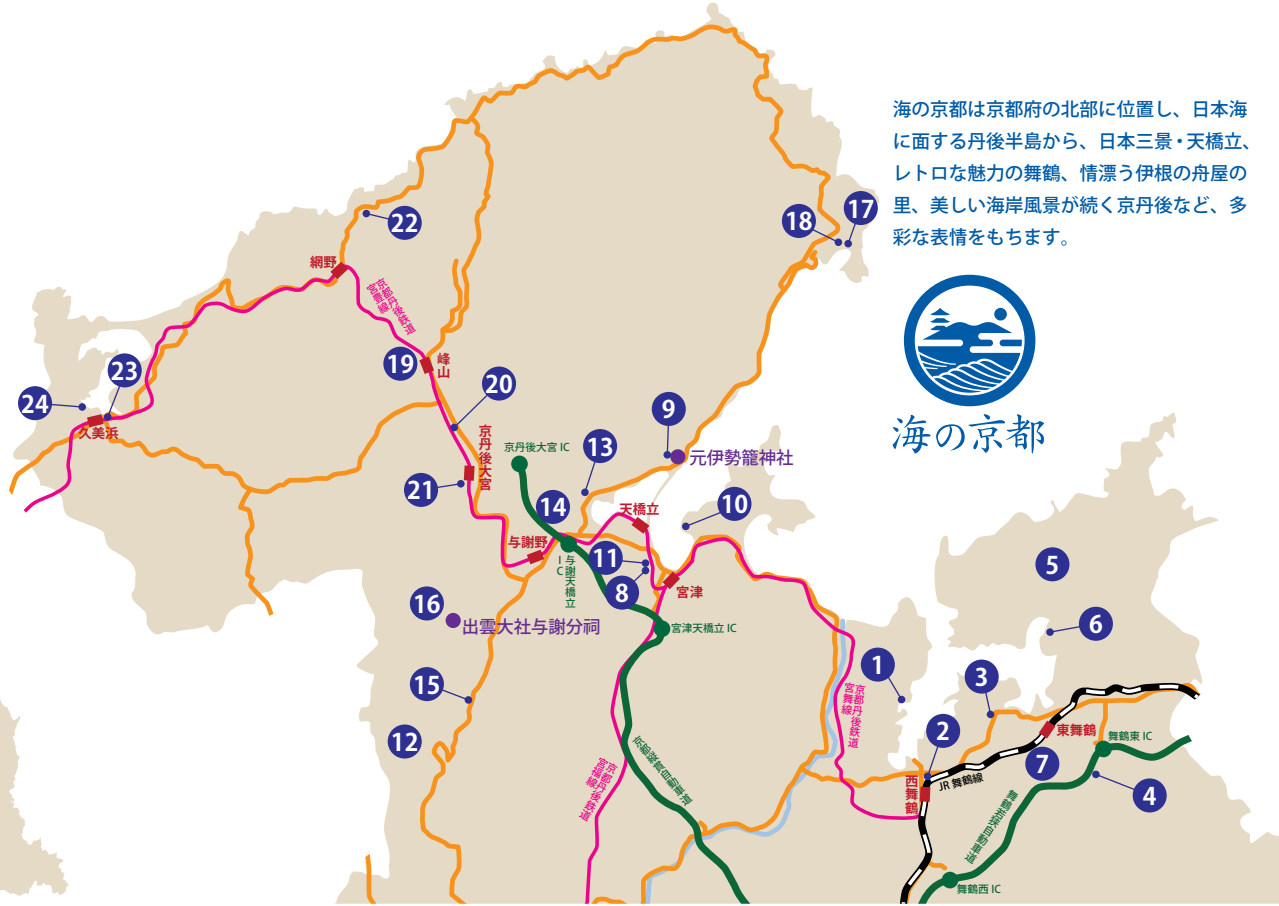 海の京都は京都府の北部に位置し、日本海
に面する丹後半島から、日本三景・天橋立、
レトロな魅力の舞鶴、情漂う伊根の舟屋の
里、美しい海岸風景が続く京丹後など、多
彩な表情をもちます。
海の京都
17
18
22
網野
京都丹後鉄道
宮豊線
19
峰山
20
23
24
久美浜
9
元伊勢籠神社
京丹後大宮
京丹後大宮 IC
13
21
14
天橋立
10
与謝野
与謝天橋立
IC
11
8
宮津
宮津天橋立 IC
5
6
16
出雲大社与謝分祠
1
3
15
京都丹後鉄道
宮舞線
12
2
東舞鶴
舞鶴東 IC
7
4
西舞鶴
JR 舞鶴線
京都丹後鉄道
宮福線
京都縦貫自動車道
舞鶴若狭自動車道
舞鶴西 IC